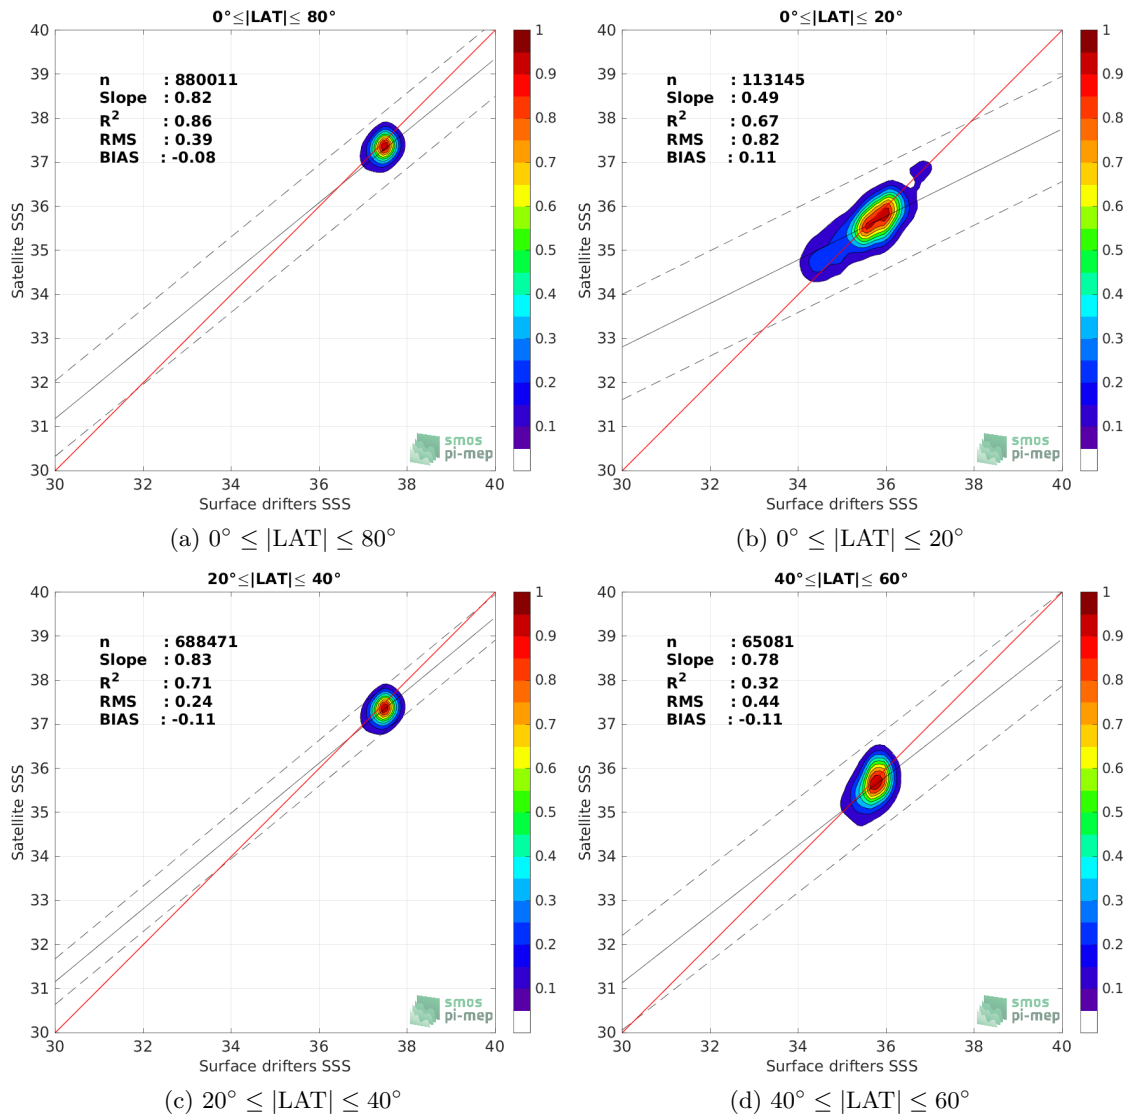 0°≤|LAT|≤ 80°
40
39
38
37
36
35
34
33
32
31
30
Satellite SSS
n : 880011
Slope : 0.82
R² : 0.86
RMS : 0.39
BIAS : -0.08
smos
pi-mep
30 32 34 36 38 40
Surface drifters SSS
1
0.9
0.8
0.7
0.6
0.5
0.4
0.3
0.2
0.1
(a) 0° ≤ |LAT| ≤ 80°
0°≤|LAT|≤ 20°
40
39
38
37
36
35
34
33
32
31
30
Satellite SSS
n : 113145
Slope : 0.49
R² : 0.67
RMS : 0.82
BIAS : 0.11
smos
pi-mep
30 32 34 36 38 40
Surface drifters SSS
1
0.9
0.8
0.7
0.6
0.5
0.4
0.3
0.2
0.1
(b) 0° ≤ |LAT| ≤ 20°
20°≤|LAT|≤ 40°
40
39
38
37
36
35
34
33
32
31
30
Satellite SSS
n : 688471
Slope : 0.83
R² : 0.71
RMS : 0.24
BIAS : -0.11
smos
pi-mep
30 32 34 36 38 40
Surface drifters SSS
1
0.9
0.8
0.7
0.6
0.5
0.4
0.3
0.2
0.1
(c) 20° ≤ |LAT| ≤ 40°
40°≤|LAT|≤ 60°
40
39
38
37
36
35
34
33
32
31
30
Satellite SSS
n : 65081
Slope : 0.78
R² : 0.32
RMS : 0.44
BIAS : -0.11
smos
pi-mep
30 32 34 36 38 40
Surface drifters SSS
1
0.9
0.8
0.7
0.6
0.5
0.4
0.3
0.2
0.1
(d) 40° ≤ |LAT| ≤ 60°